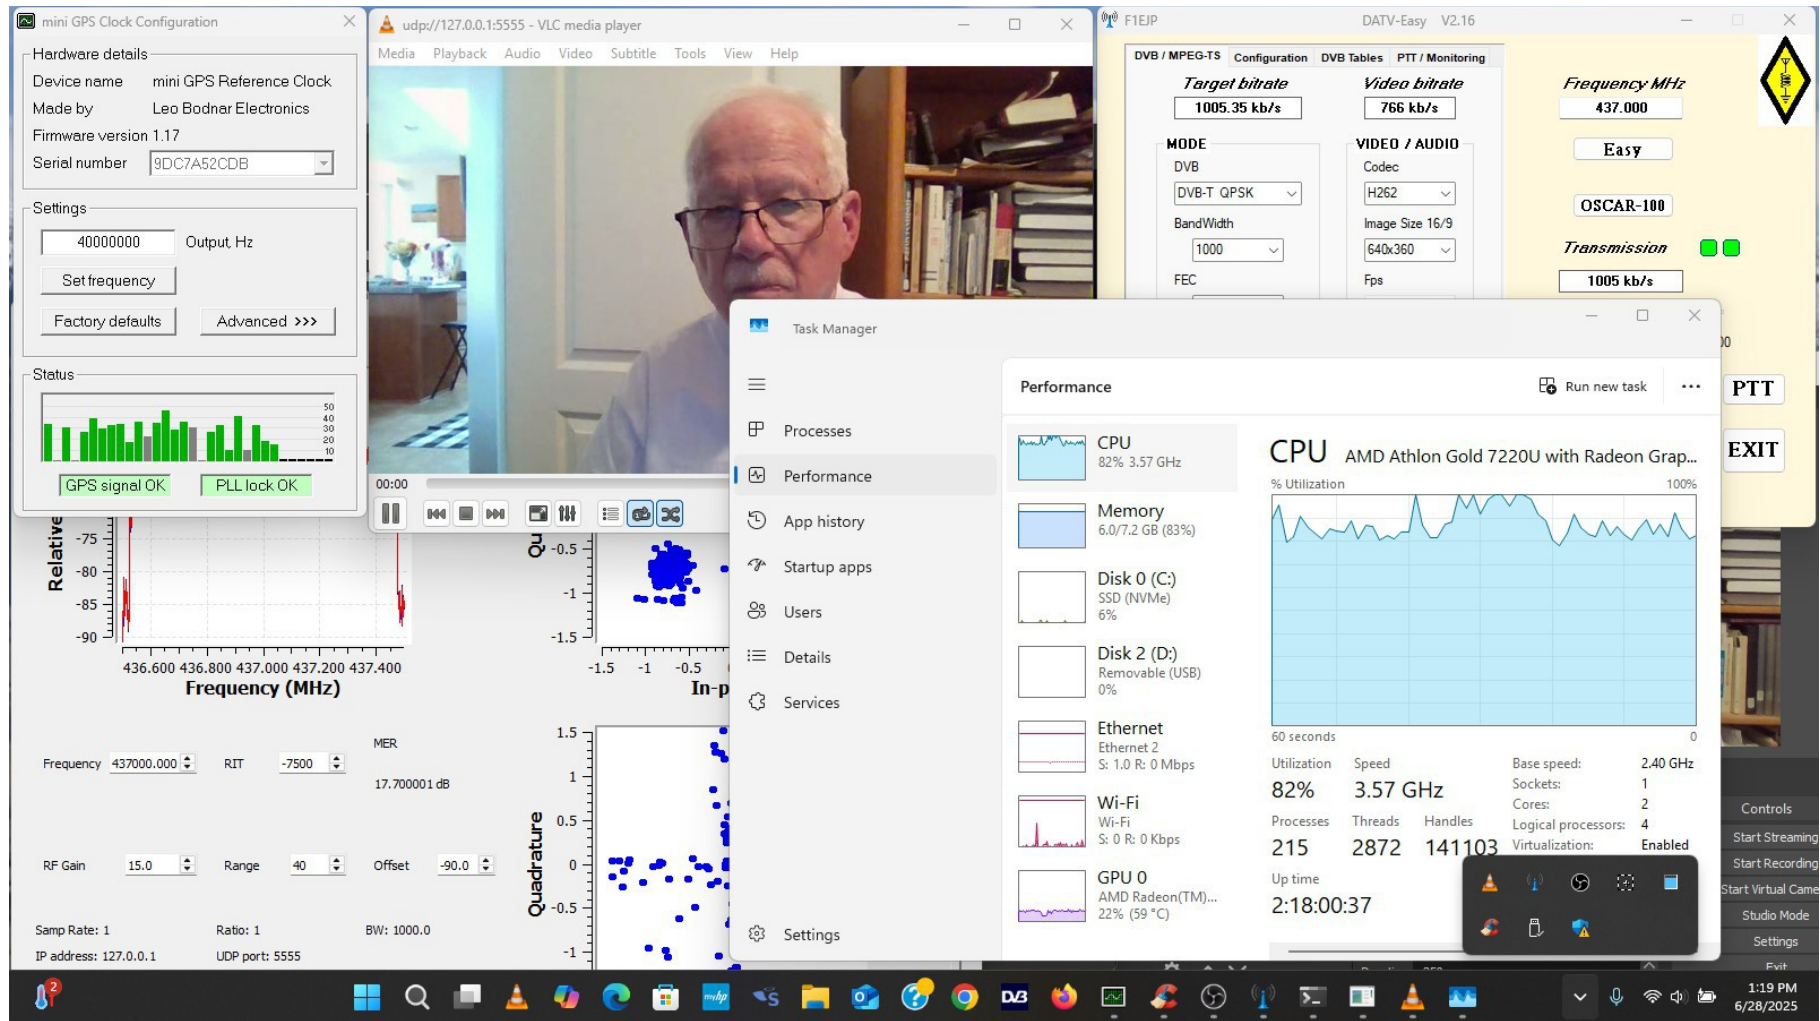 mini GPS Clock Configuration
Hardware details
Device name mini GPS Reference Clock
Made by Leo Bodnar Electronics
Firmware version 1.17
Serial number 9DC7A52CDB
Settings
40000000 Output, Hz
Set frequency
Factory defaults Advanced >>>
Status
50
40
30
20
10
GPS signal OK PLL lock OK
udp://127.0.0.1:5555 - VLC media player
Media Playback Audio Video Subtitle Tools View Help
00:00
F1EJP DATV-Easy V2.16
DVB / MPEG-TS Configuration DVB Tables PTT / Monitoring
Target bitrate Video bitrate
1005.35 kb/s 766 kb/s
MODE VIDEO / AUDIO
DVB Codec
DVB-T QPSK H262
BandWidth Image Size 16/9
1000 640x360
FEC Fps
Frequency MHz
437.000
Easy
OSCAR-100
Transmission
1005 kb/s
00
PTT
EXIT
Relative
-75
-80
-85
-90
436.600 436.800 437.000 437.200 437.400
Frequency (MHz)
Qu
-0.5
-1
-1.5
-1.5 -1 -0.5
In-p
Frequency 437000.000 RIT -7500
MER
17.700001 dB
RF Gain 15.0 Range 40 Offset -90.0
Samp Rate: 1 Ratio: 1 BW: 1000.0
IP address: 127.0.0.1 UDP port: 5555
Quadrature
1.5
1
0.5
0
-0.5
-1
Task Manager
Processes
Performance
App history
Startup apps
Users
Details
Services
Settings
Performance Run new task
CPU
82% 3.57 GHz
Memory
6.0/7.2 GB (83%)
Disk 0 (C:)
SSD (NVMe)
6%
Disk 2 (D:)
Removable (USB)
0%
Ethernet
Ethernet 2
S: 1.0 R: 0 Mbps
Wi-Fi
Wi-Fi
S: 0 R: 0 Kbps
GPU 0
AMD Radeon(TM)...
22% (59 °C)
CPU AMD Athlon Gold 7220U with Radeon Grap...
% Utilization 100%
60 seconds 0
Utilization Speed
82% 3.57 GHz
Processes Threads Handles
215 2872 141103
Up time
2:18:00:37
Base speed: 2.40 GHz
Sockets: 1
Cores: 2
Logical processors: 4
Virtualization: Enabled
Controls
Start Streaming
Start Recording
Start Virtual Came
Studio Mode
Settings
Exit
2
myhp
DVB
1:19 PM
6/28/2025